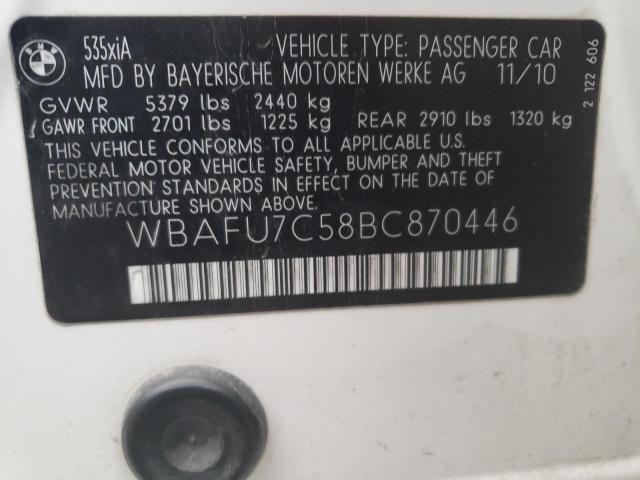 BMW
535xiA VEHICLE TYPE: PASSENGER CAR
MFD BY BAYERISCHE MOTOREN WERKE AG 11/10
GVWR 5379 lbs 2440 kg
GAWR FRONT 2701 lbs 1225 kg REAR 2910 lbs 1320 kg
THIS VEHICLE CONFORMS TO ALL APPLICABLE U.S.
FEDERAL MOTOR VEHICLE SAFETY, BUMPER AND THEFT
PREVENTION STANDARDS IN EFFECT ON THE DATE OF
MANUFACTURE SHOWN ABOVE.
WBAFU7C58BC870446
2 122 606